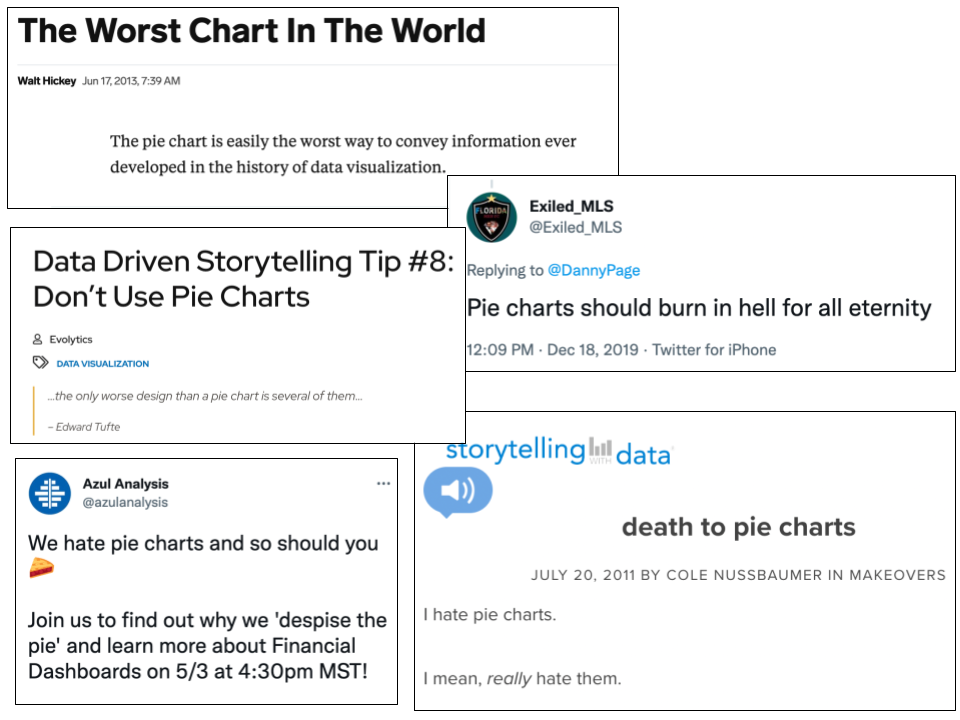 The Worst Chart In The World
Walt Hickey Jun 17, 2013, 7:39 AM
The pie chart is easily the worst way to convey information ever
developed in the history of data visualization.
FLORIDA
Exiled_MLS
@Exiled_MLS
Replying to @DannyPage
Pie charts should burn in hell for all eternity
12:09 PM · Dec 18, 2019 · Twitter for iPhone
Data Driven Storytelling Tip #8:
Don’t Use Pie Charts
Evolytics
DATA VISUALIZATION
...the only worse design than a pie chart is several of them...
– Edward Tufte
Azul Analysis
@azulanalysis
We hate pie charts and so should you
🍰
Join us to find out why we 'despise the
pie' and learn more about Financial
Dashboards on 5/3 at 4:30pm MST!
storytelling WITH data
death to pie charts
JULY 20, 2011 BY COLE NUSSBAUMER IN MAKEOVERS
I hate pie charts.
I mean, really hate them.